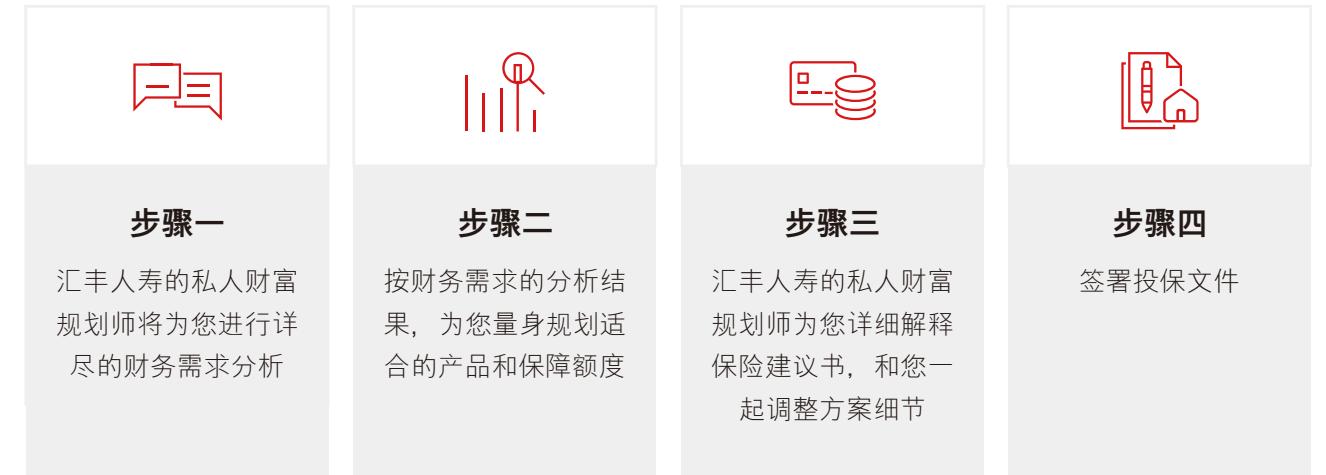 步骤一
汇丰人寿的私人财富
规划师将为您进行详
尽的财务需求分析
步骤二
按财务需求的分析结
果，为您量身规划适
合的产品和保障额度
步骤三
汇丰人寿的私人财富
规划师为您详细解释
保险建议书，和您一
起调整方案细节
步骤四
签署投保文件